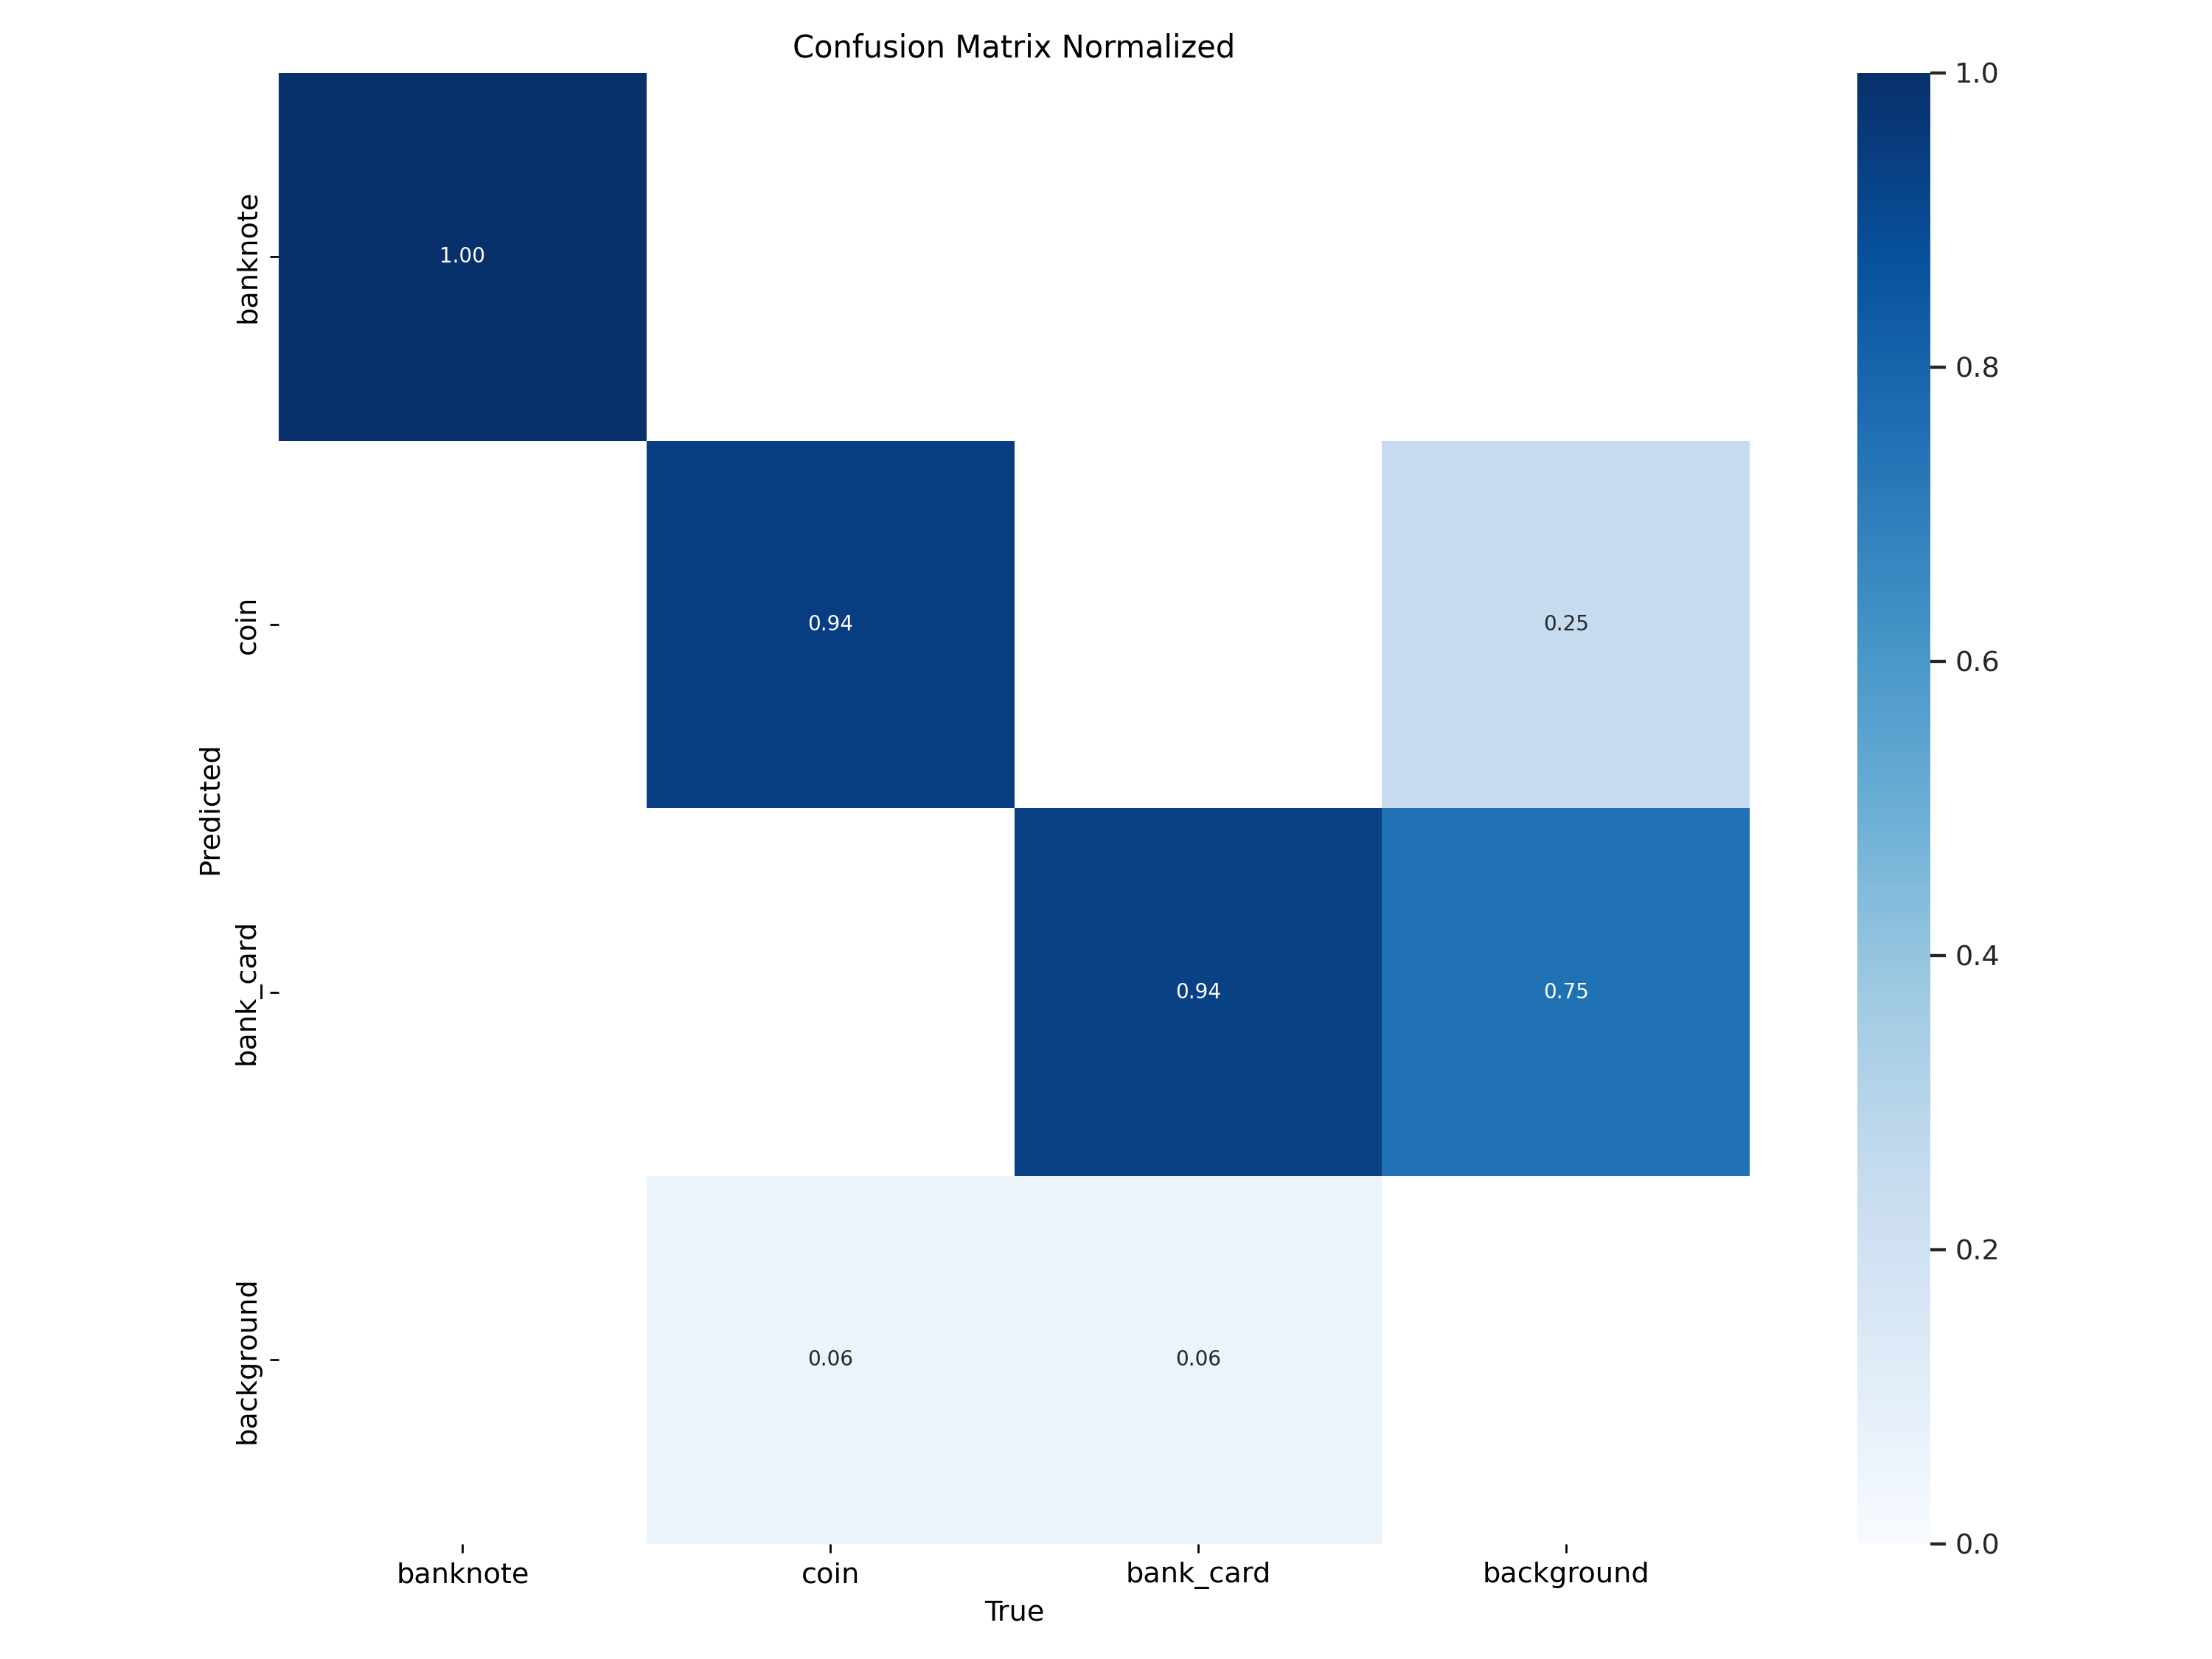 Confusion Matrix Normalized
banknote
coin
bank_card
background
Predicted
1.00
0.94
0.25
0.94
0.75
0.06
0.06
banknote
coin
bank_card
background
True
1.0
0.8
0.6
0.4
0.2
0.0